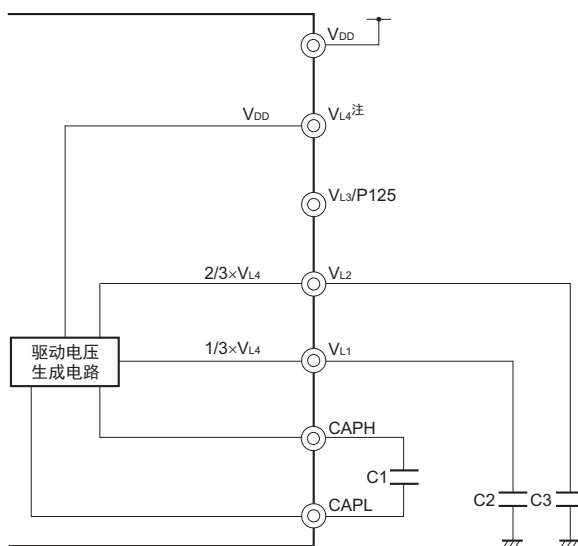 VDD
VDD
VL4注
VL3/P125
2/3×VL4
VL2
驱动电压
生成电路
1/3×VL4
VL1
CAPH
C1
CAPL
C2
C3